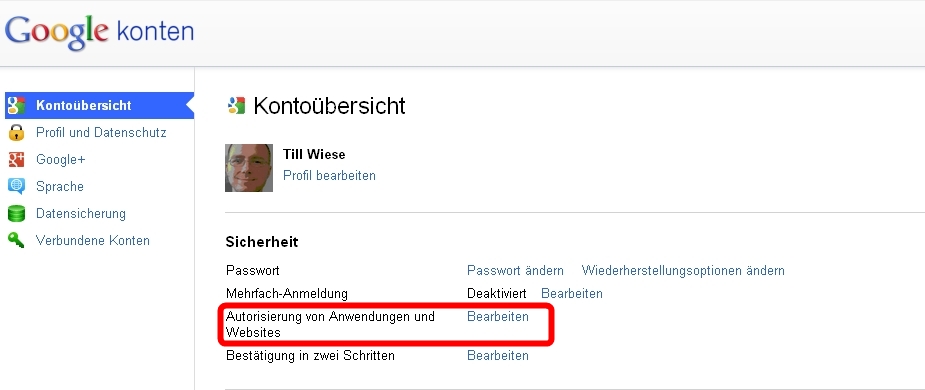 Google konten
Kontoübersicht
Profil und Datenschutz
Google+
Sprache
Datensicherung
Verbundene Konten
Kontoübersicht
Till Wiese
Profil bearbeiten
Sicherheit
Passwort Passwort ändern Wiederherstellungsoptionen ändern
Mehrfach-Anmeldung Deaktiviert Bearbeiten
Autorisierung von Anwendungen und Bearbeiten
Websites
Bestätigung in zwei Schritten Bearbeiten